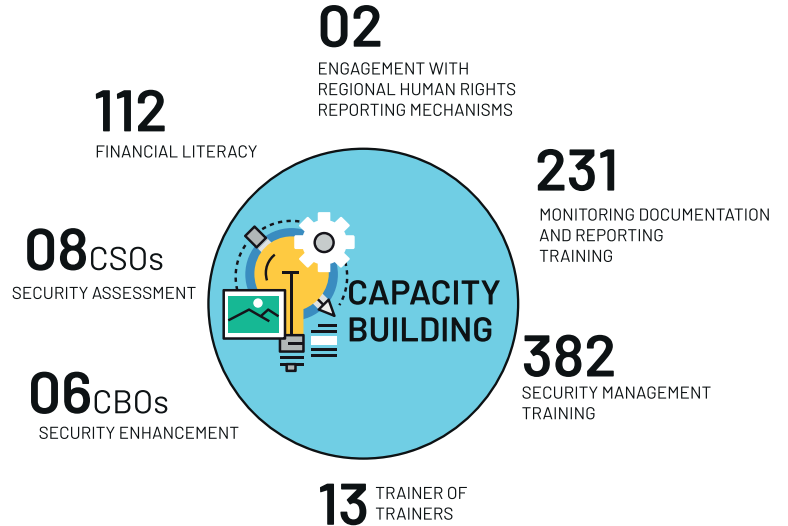 02
ENGAGEMENT WITH
REGIONAL HUMAN RIGHTS
REPORTING MECHANISMS
112
FINANCIAL LITERACY
231
MONITORING DOCUMENTATION
AND REPORTING
TRAINING
08CSOs
SECURITY ASSESSMENT
CAPACITY
BUILDING
382
SECURITY MANAGEMENT
TRAINING
06CBOs
SECURITY ENHANCEMENT
13 TRAINER OF
TRAINERS